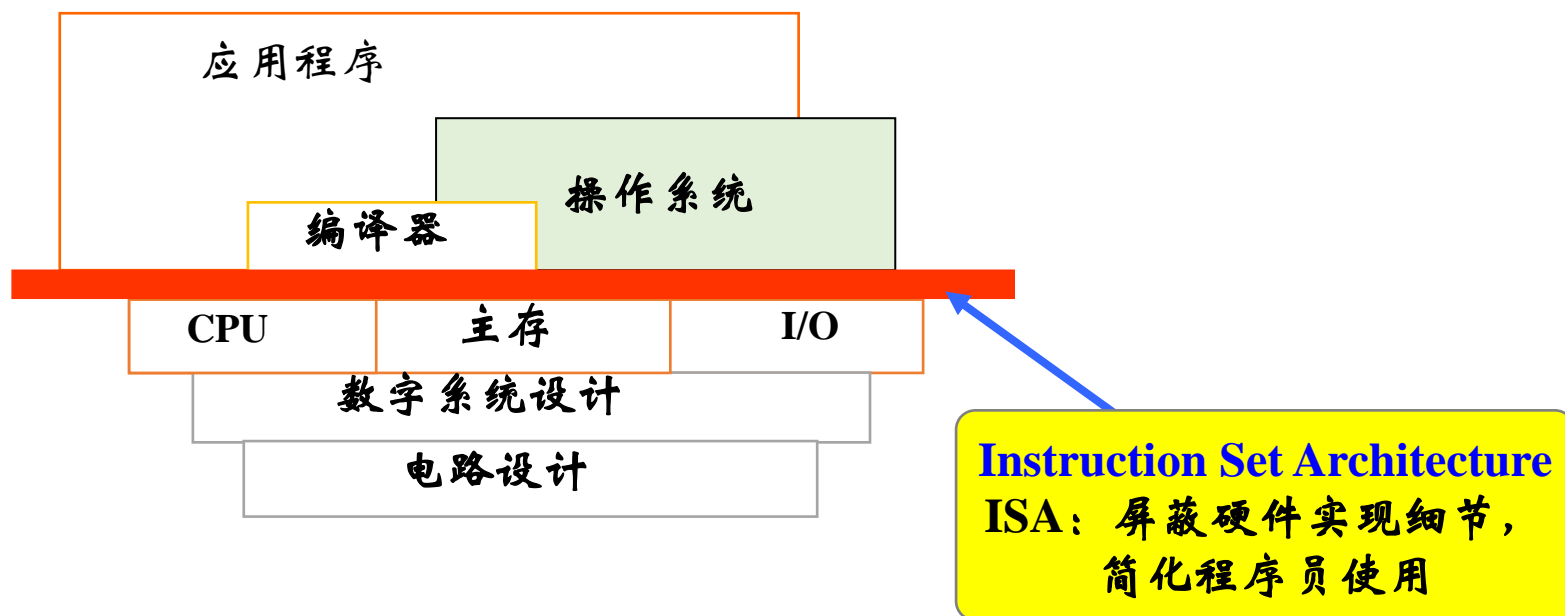 应用程序
操作系统
编译器
CPU
主存
I/O
数字系统设计
电路设计
Instruction Set Architecture
ISA：屏蔽硬件实现细节，
简化程序员使用